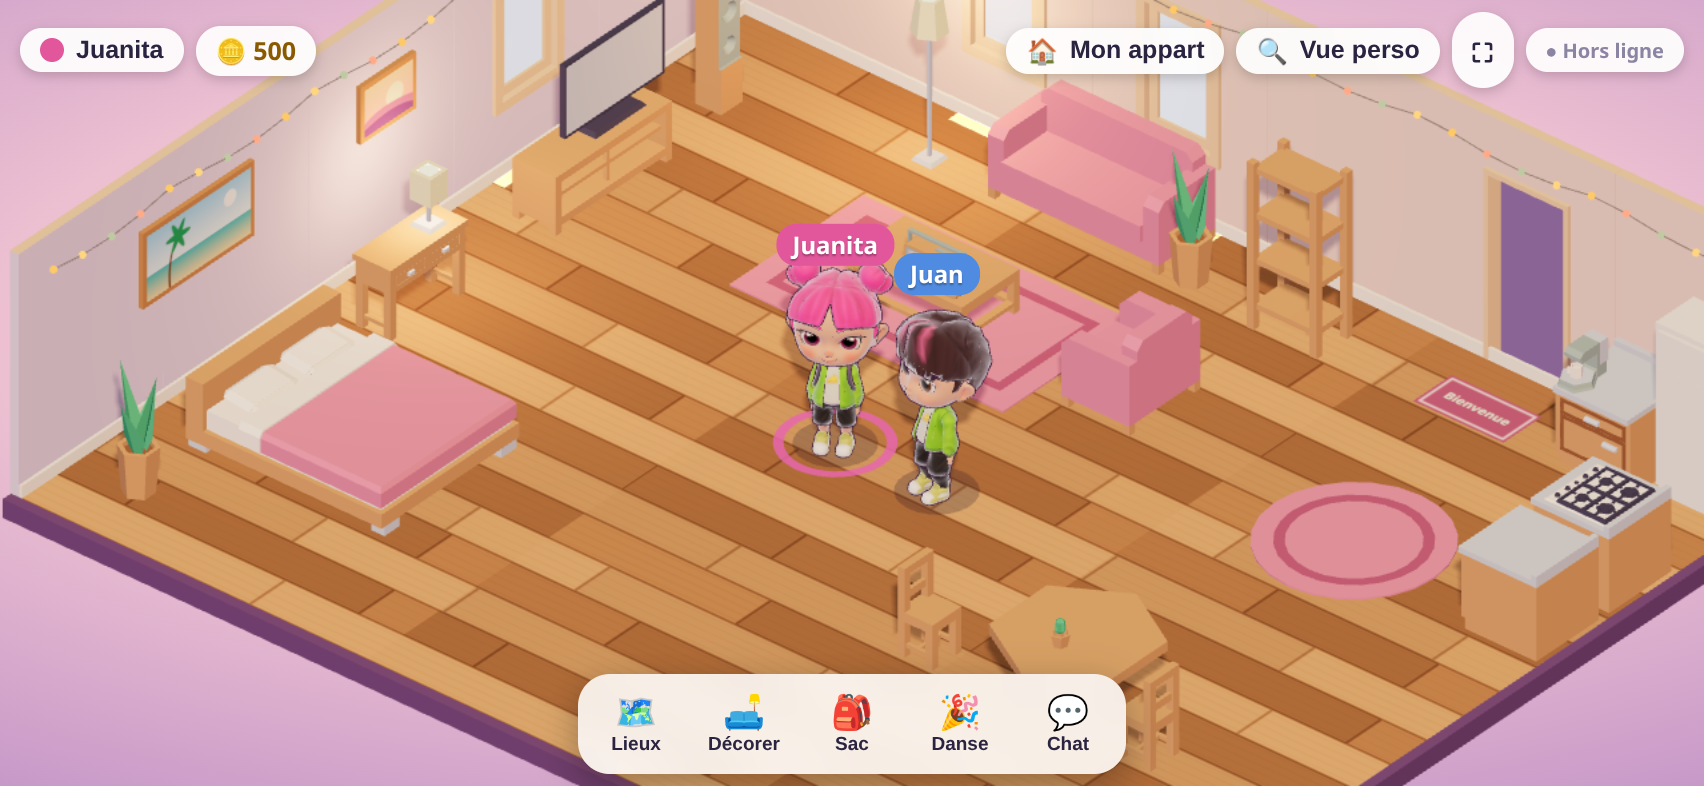 Juanita
500
Mon appart
Vue perso
Hors ligne
Juanita
Juan
Bienvenue
Lieux
Décorer
Sac
Danse
Chat